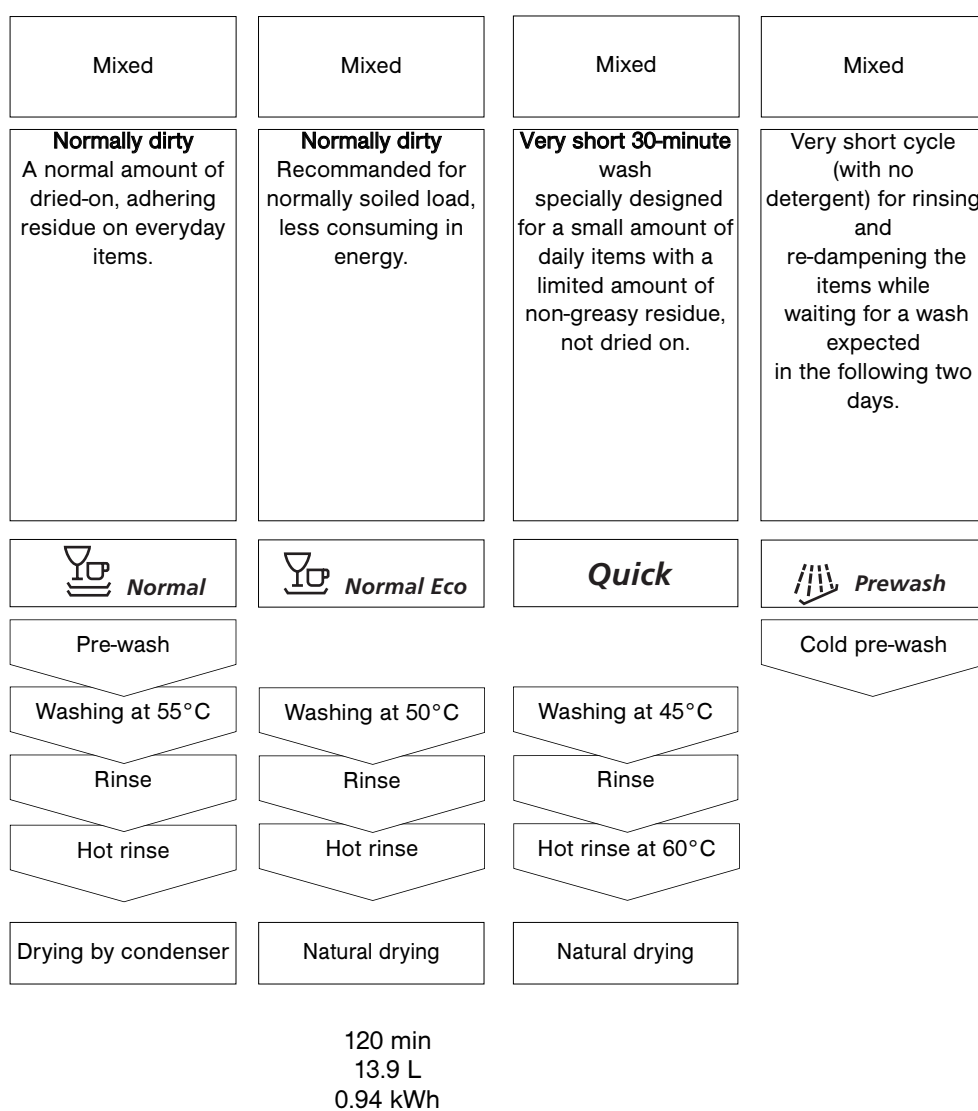 Mixed
Mixed
Mixed
Mixed
Normally dirty
A normal amount of
dried-on, adhering
residue on everyday
items.
Normally dirty
Recommanded for
normally soiled load,
less consuming in
energy.
Very short 30-minute
wash
specially designed
for a small amount of
daily items with a
limited amount of
non-greasy residue,
not dried on.
Very short cycle
(with no
detergent) for rinsing
and
re-dampening the
items while
waiting for a wash
expected
in the following two
days.
Normal
Normal Eco
Quick
Prewash
Pre-wash
Cold pre-wash
Washing at 55°C
Washing at 50°C
Washing at 45°C
Rinse
Rinse
Rinse
Hot rinse
Hot rinse
Hot rinse at 60°C
Drying by condenser
Natural drying
Natural drying
120 min
13.9 L
0.94 kWh